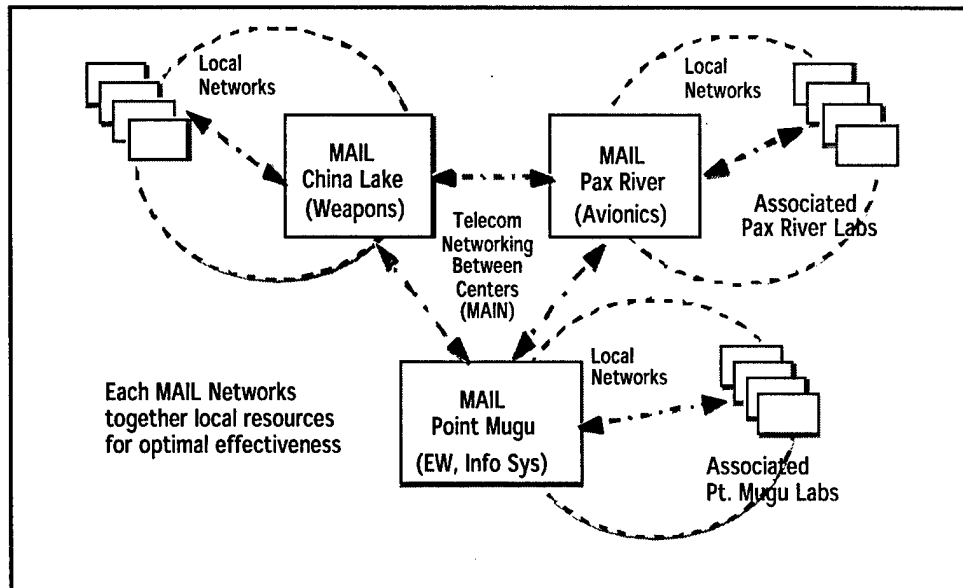 Local
Networks
MAIL
China Lake
(Weapons)
Telecom
Networking
Between
Centers
(MAIN)
MAIL
Pax River
(Avionics)
Local
Networks
Associated
Pax River Labs
Each MAIL Networks
together local resources
for optimal effectiveness
MAIL
Point Mugu
(EW, Info Sys)
Local
Networks
Associated
Pt. Mugu Labs